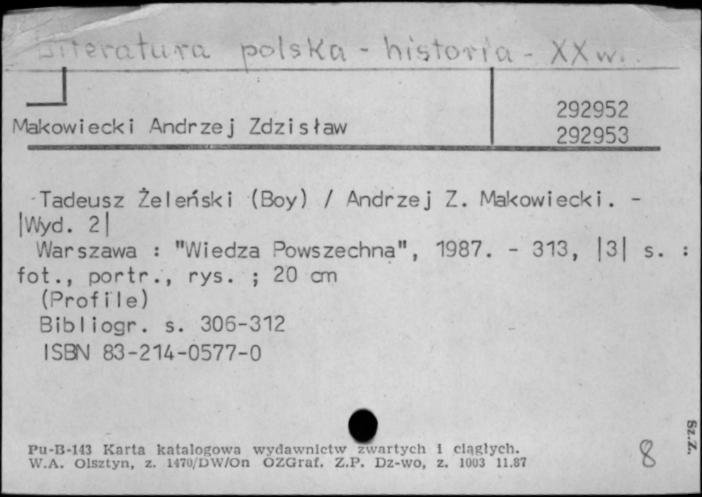 Literatura polska - historia - XX w.
292952
Makowiecki Andrzej Zdzisław
292953
Tadeusz Żeleński (Boy) / Andrzej Z. Makowiecki. -
|Wyd. 2|
Warszawa : "Wiedza Powszechna", 1987. - 313, |3| s. :
fot., portr., rys. ; 20 cm
(Profile)
Bibliogr. s. 306-312
ISBN 83-214-0577-0
Sz.Z.
Pu-B-143 Karta katalogowa wydawnictw zwartych i ciągłych.
W.A. Olsztyn, z. 1470/DW/On OZGraf. Z.P. Dz-wo, z. 1003 11.87
8